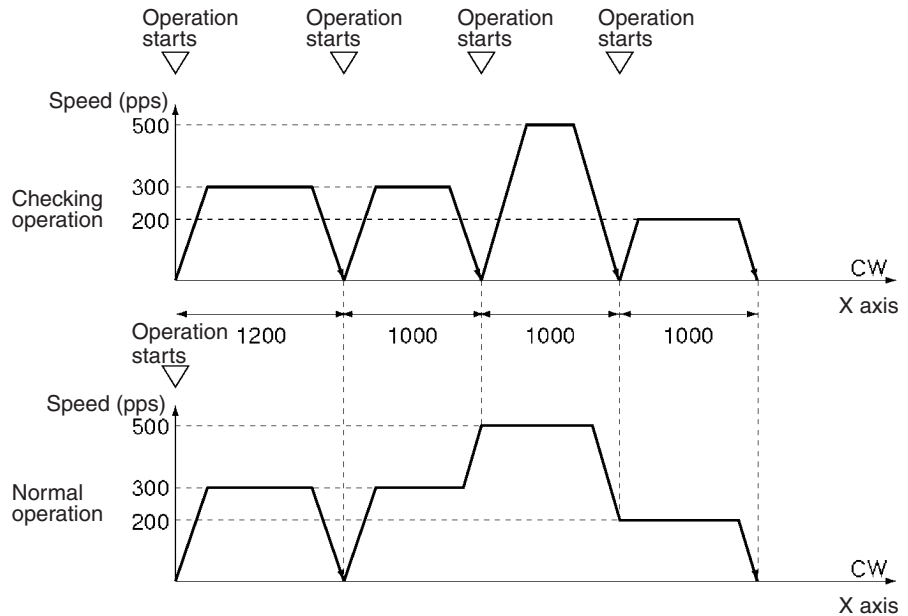 Operation starts
Operation starts
Operation starts
Operation starts
Speed (pps)
500
300
200
Checking operation
CW
X axis
1200
1000
1000
1000
Operation starts
Speed (pps)
500
300
200
Normal operation
CW
X axis